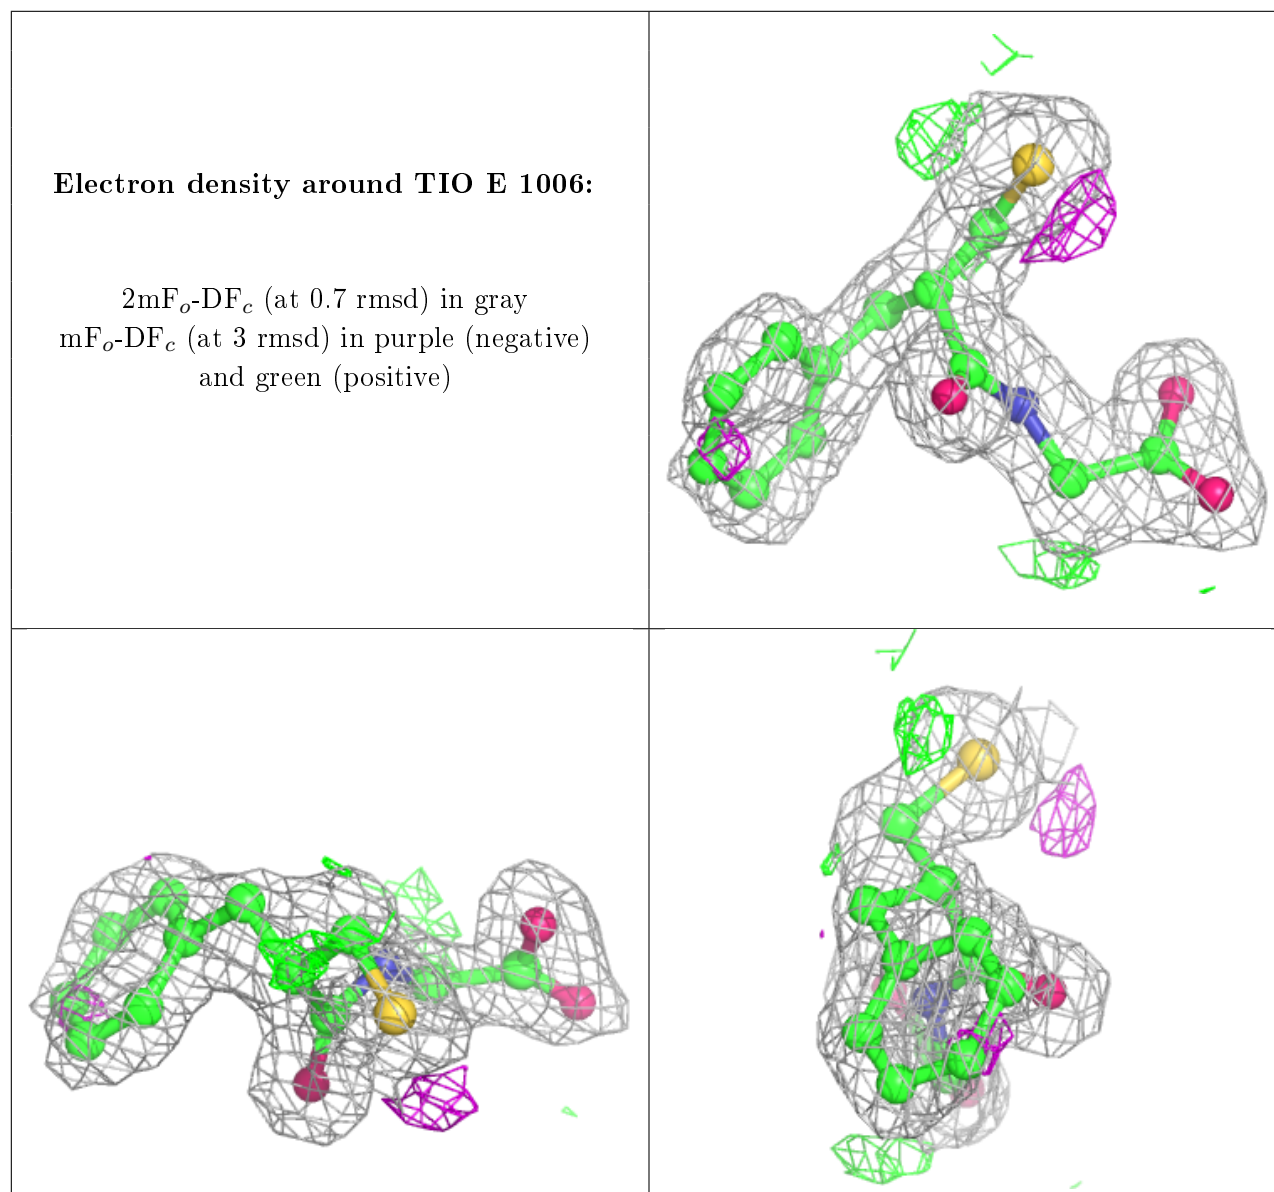 Electron density around TIO E 1006:
2mFo-DFc (at 0.7 rmsd) in gray
mFo-DFc (at 3 rmsd) in purple (negative)
and green (positive)